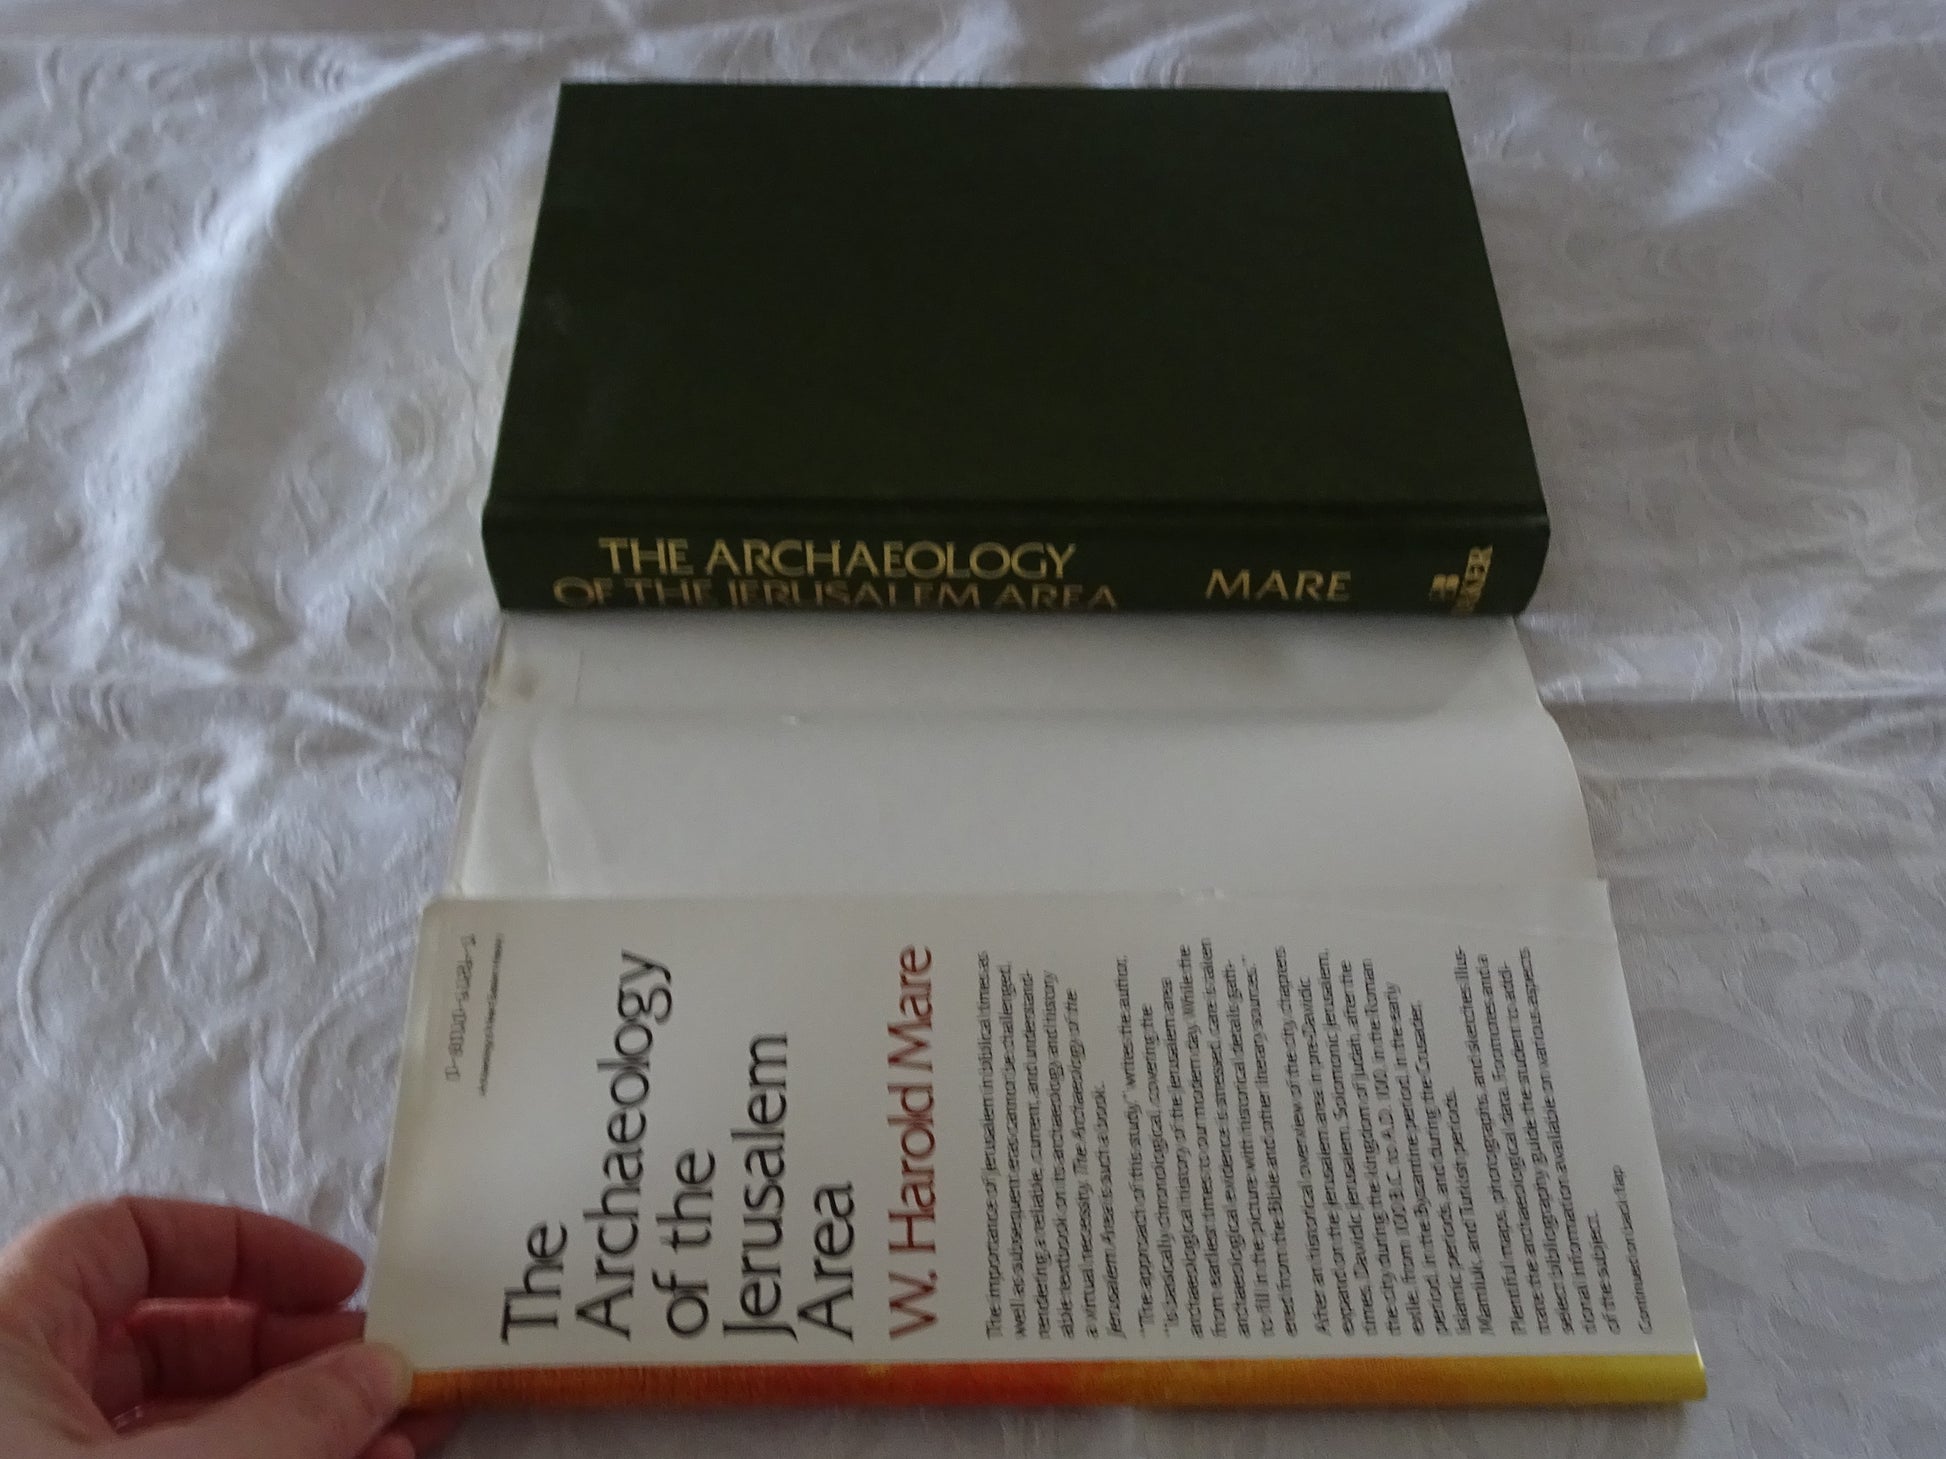 THE ARCHAEOLOGY
OF THE JERUSALEM AREA
MARE
BAKER
The
Archaeology
of the
Jerusalem
Area
W. Harold Mare
The importance of Jerusalem in biblical times as
well as subsequent eras cannot be challenged,
rendering a reliable, current, and understand-
able textbook on its archaeology and history
a virtual necessity. The Archaeology of the
Jerusalem Area is such a book.
"The approach of this study," writes the author,
"is basically chronological, covering the
archaeological history of the Jerusalem area
from earliest times to our modern day. While the
archaeological evidence is stressed, care is taken
to fill in the picture with historical details gath-
ered from the Bible and other literary sources."
After an historical overview of the city, chapters
expand on the Jerusalem area in pre-Davidic
times, Davidic Jerusalem, Solomonic Jerusalem,
the city during the kingdom of Judah, after the
exile, from 100 B.C. to A.D. 100, in the Roman
period, in the Byzantine period, in the early
Islamic periods, and during the Crusader,
Mamluk, and Turkish periods.
Plentiful maps, photographs, and sketches illus-
trate the archaeological data. Footnotes and a
select bibliography guide the student to addi-
tional information available on various aspects
of the subject.
Continued on back flap